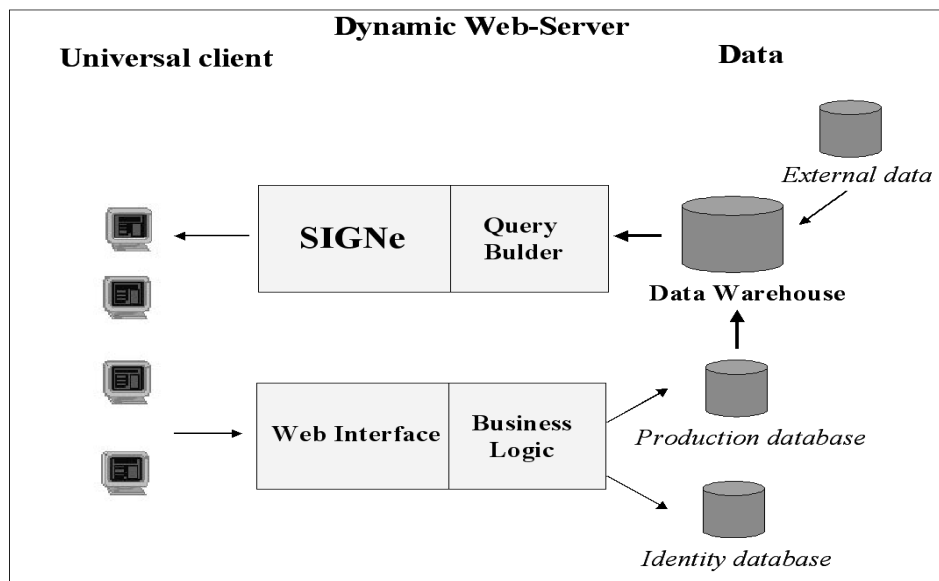 Dynamic Web-Server
Universal client
Data
External data
SIGNe
Query
Bulder
Data Warehouse
Web Interface
Business
Logic
Production database
Identity database